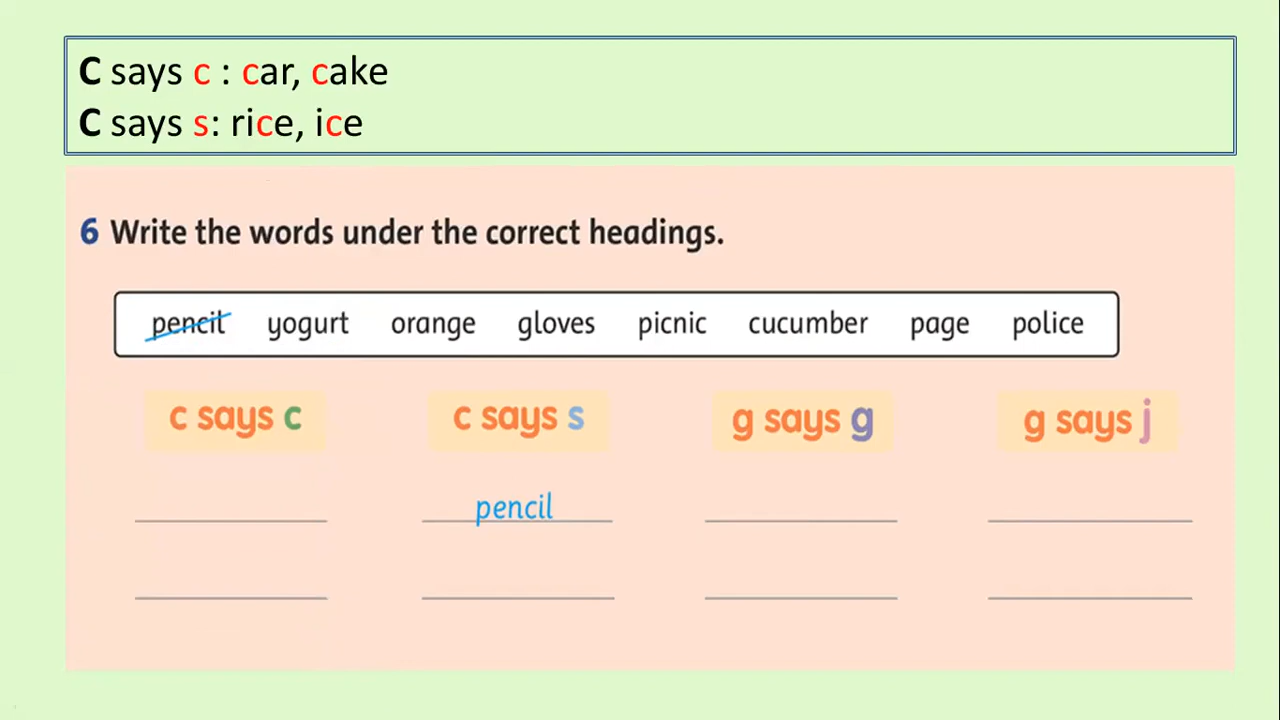 C says c : car, cake
C says s: rice, ice
6 Write the words under the correct headings.
pencil yogurt orange gloves picnic cucumber page police
c says c c says s g says g g says j
pencil